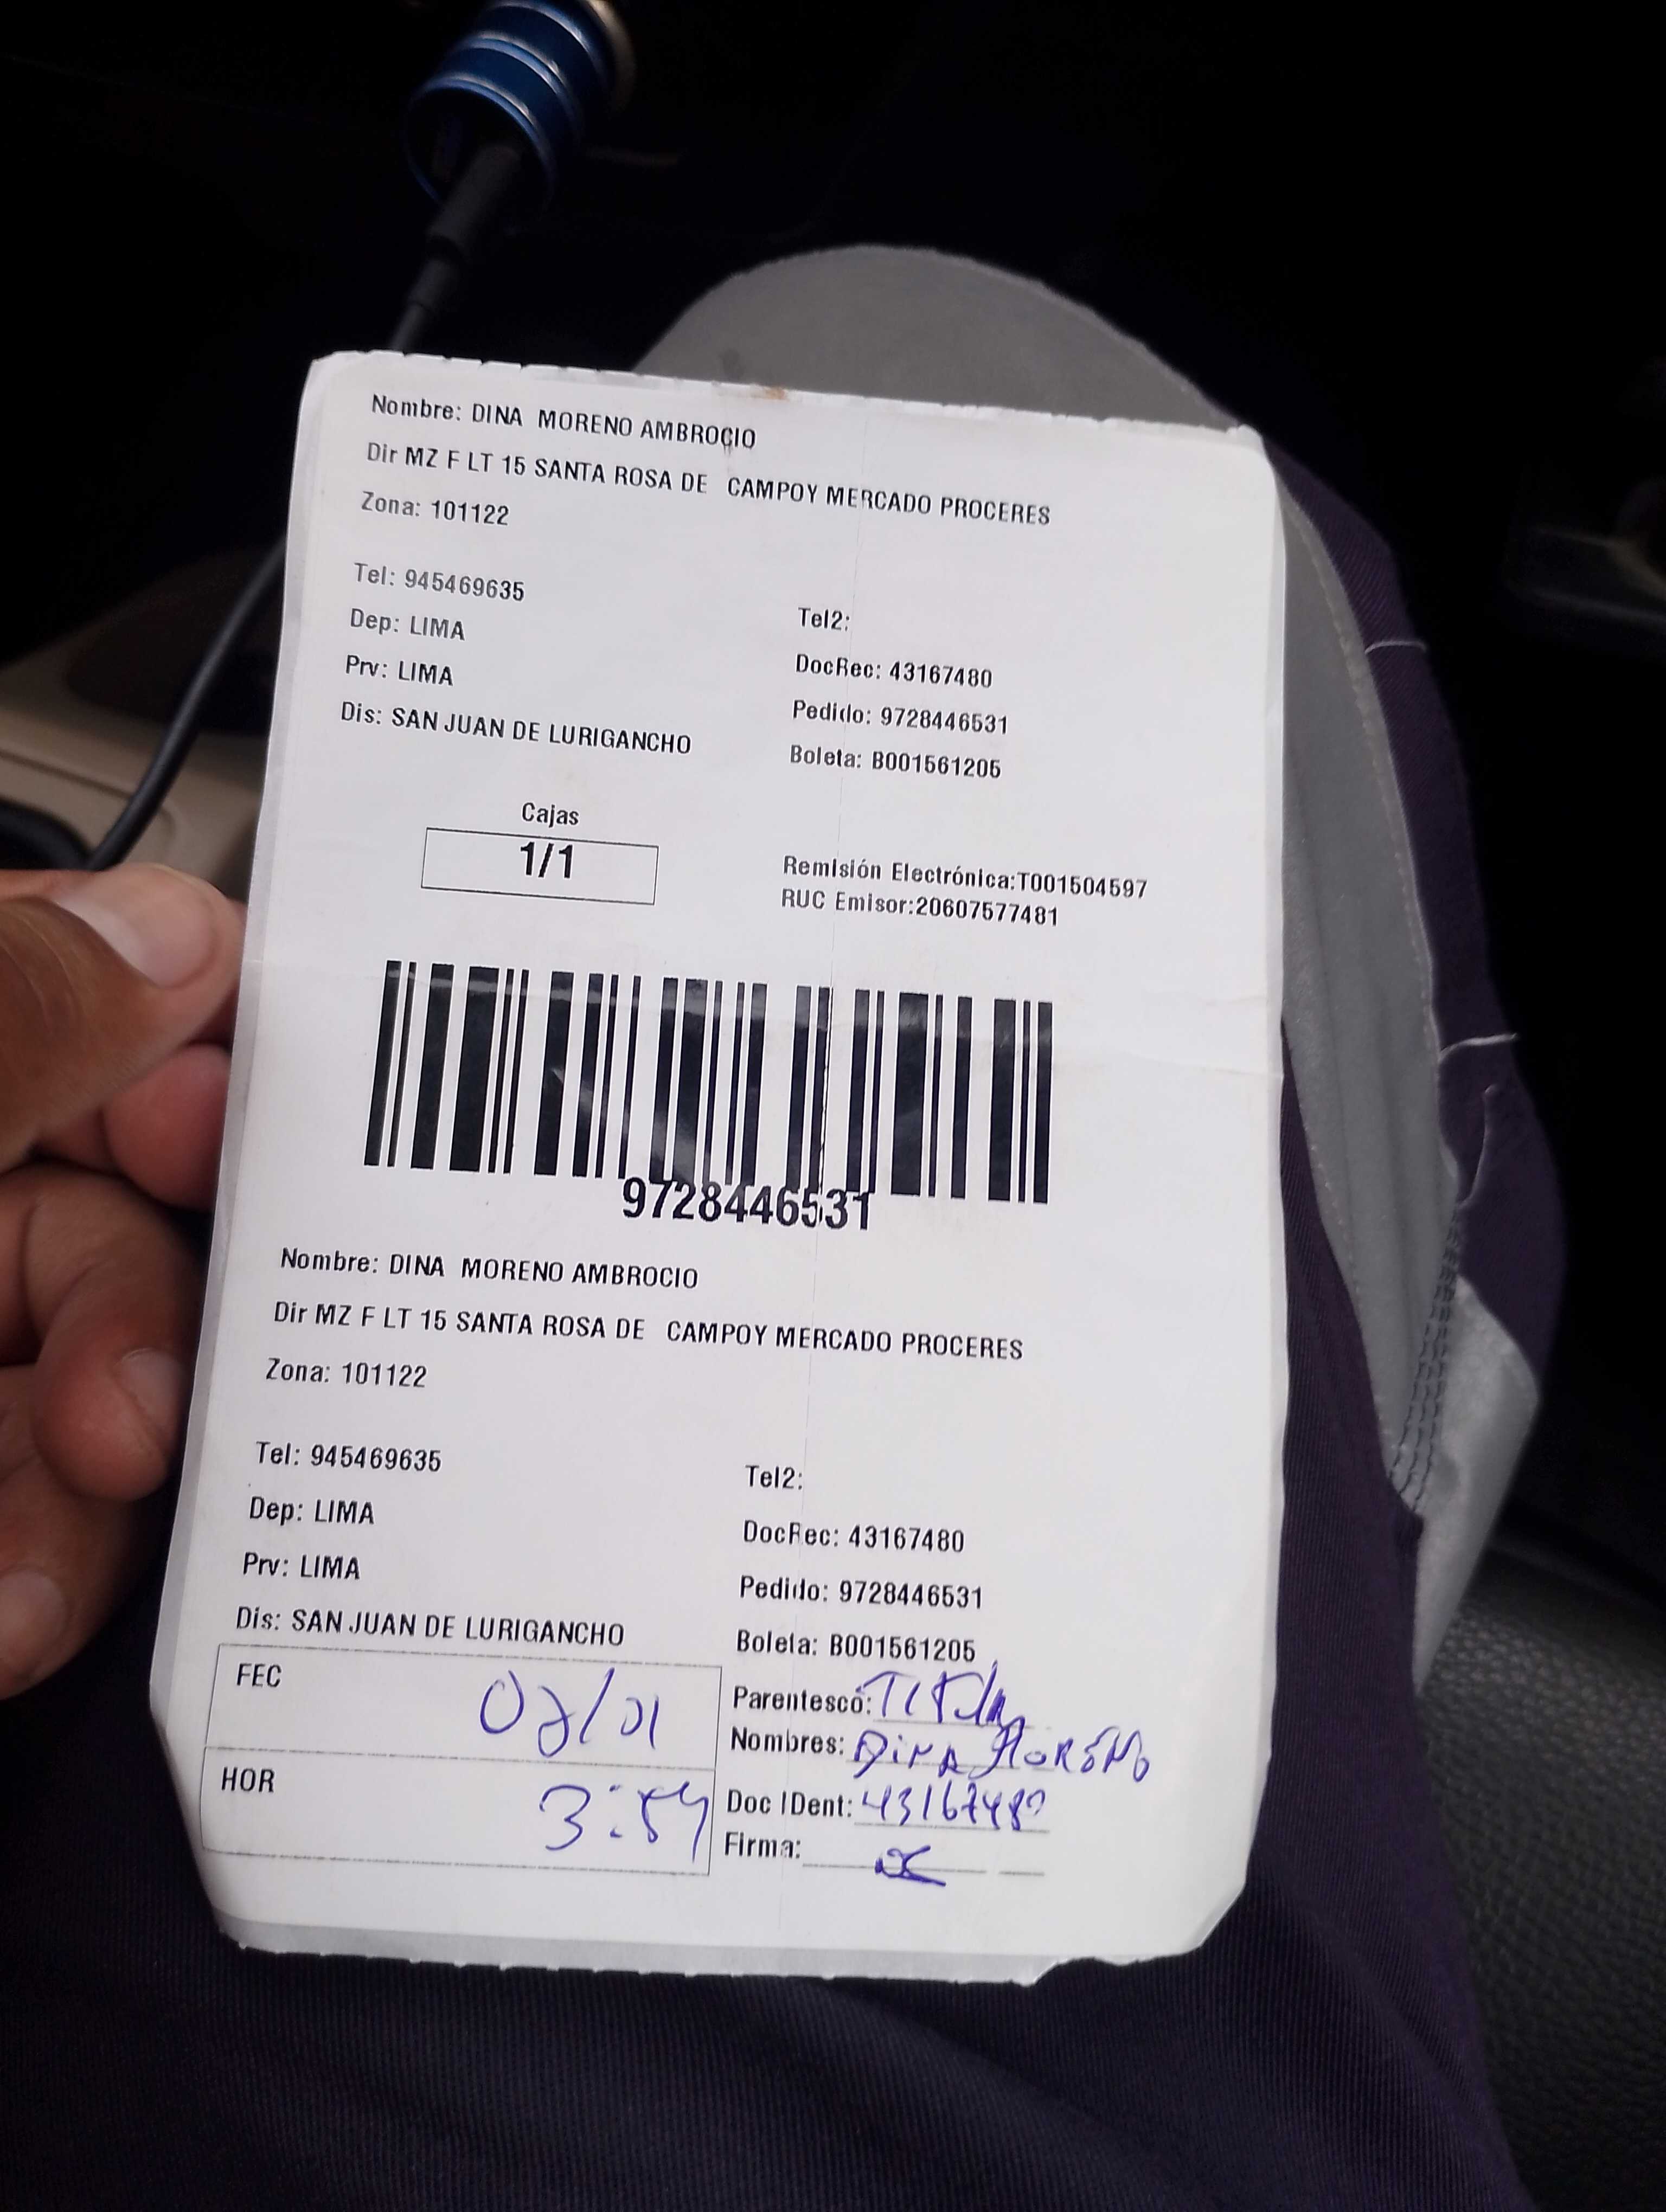 Nombre: DINA MORENO AMBROCIO
Dir MZ F LT 15 SANTA ROSA DE CAMPOY MERCADO PROCERES
Zona: 101122
Tel: 945469635
Tel2:
Dep: LIMA
DocRec: 43167480
Prv: LIMA
Pedido: 9728446531
Dis: SAN JUAN DE LURIGANCHO
Boleta: B001561205
Cajas
1/1
Remisión Electrónica:T001504597
RUC Emisor:20607577481
9728446531
Nombre: DINA MORENO AMBROCIO
Dir MZ F LT 15 SANTA ROSA DE CAMPOY MERCADO PROCERES
Zona: 101122
Tel: 945469635
Tel2:
Dep: LIMA
DocRec: 43167480
Prv: LIMA
Pedido: 9728446531
Dis: SAN JUAN DE LURIGANCHO
Boleta: B001561205
FEC
Parentesco: Titular
Nombres: DINA MORENO
HOR 3:54
Doc IDent: 43167480
Firma: